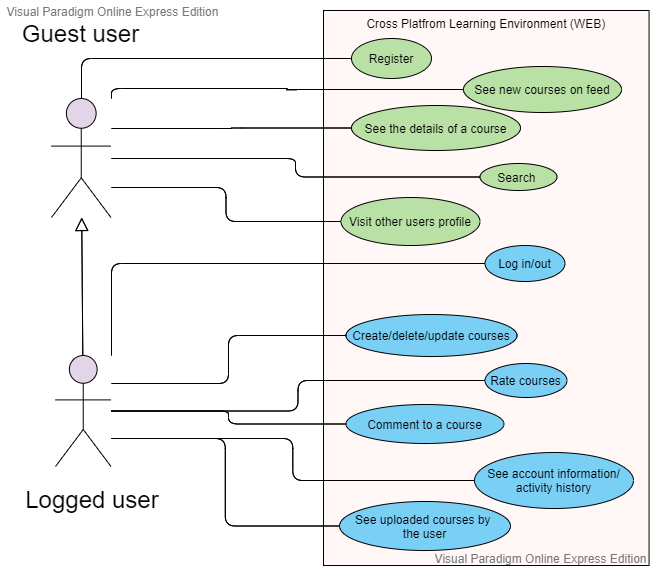 Visual Paradigm Online Express Edition
Guest user
Cross Platfrom Learning Environment (WEB)
Register
See new courses on feed
See the details of a course
Search
Visit other users profile
Log in/out
Create/delete/update courses
Rate courses
Comment to a course
See account information/
activity history
Logged user
See uploaded courses by
the user
Visual Paradigm Online Express Edition